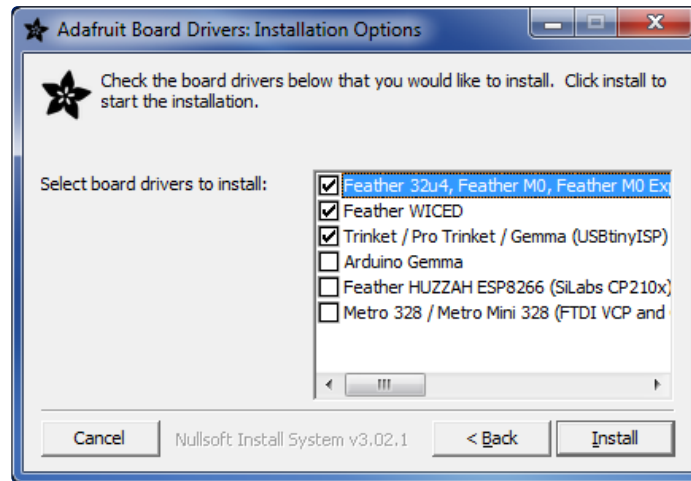 Adafruit Board Drivers: Installation Options
Check the board drivers below that you would like to install. Click install to
start the installation.
Select board drivers to install:
Feather 32u4, Feather M0, Feather M0
Feather WICED
Trinket / Pro Trinket / Gemma (USBtinyISP)
Arduino Gemma
Feather HUZZAH ESP8266 (SiLabs CP210x)
Metro 328 / Metro Mini 328 (FTDI VCP and
Cancel
Nullsoft Install System v3.02.1
< Back
Install